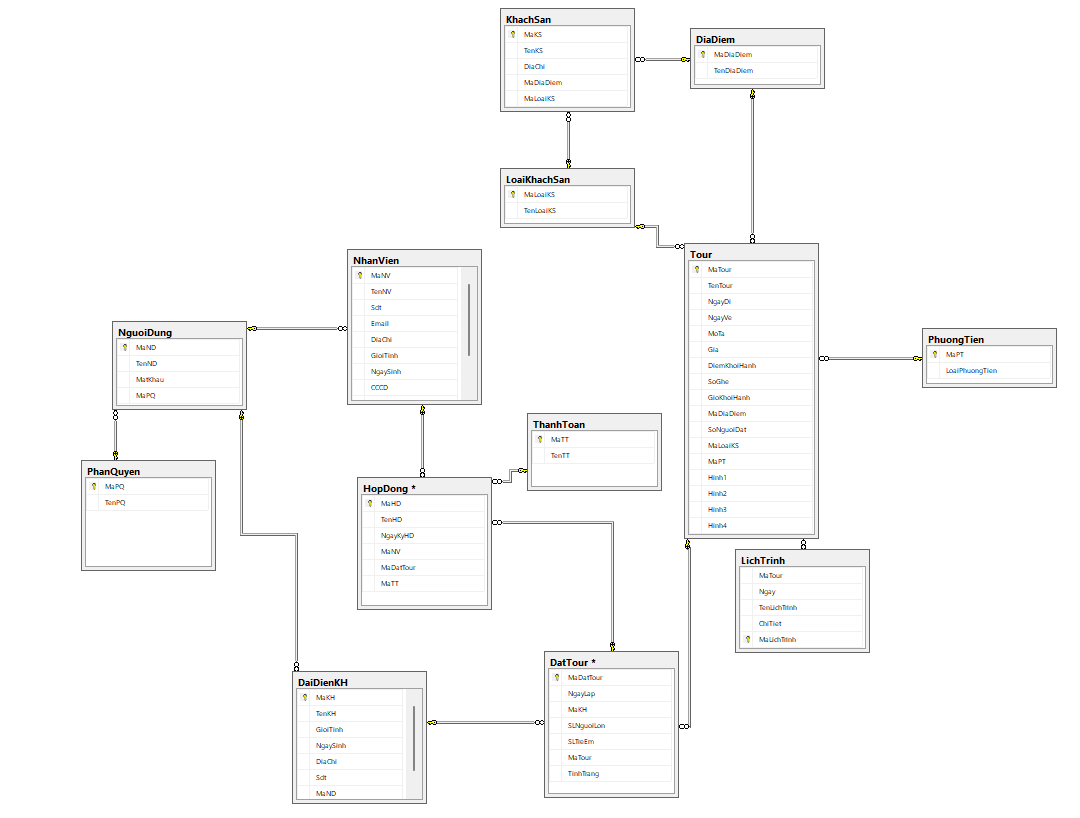 KhachSan
MaKS
TenKS
DiaChi
MaDiaDiem
MaLoaiKS
DiaDiem
MaDiaDiem
TenDiaDiem
LoaiKhachSan
MaLoaiKS
TenLoaiKS
Tour
MaTour
TenTour
NgayDi
NgayVe
MoTa
Gia
DiemKhoiHanh
SoGhe
GioKhoiHanh
MaDiaDiem
SoNguoiDat
MaLoaiKS
MaPT
Hinh1
Hinh2
Hinh3
Hinh4
NhanVien
MaNV
TenNV
Sdt
Email
DiaChi
GioiTinh
NgaySinh
CCCD
NguoiDung
MaND
TenND
MatKhau
MaPQ
PhuongTien
MaPT
LoaiPhuongTien
PhanQuyen
MaPQ
TenPQ
ThanhToan
MaTT
TenTT
HopDong *
MaHD
TenHD
NgayKyHD
MaNV
MaDatTour
MaTT
LichTrinh
MaTour
Ngay
TenLichTrinh
ChiTiet
MaLichTrinh
DatTour *
MaDatTour
NgayLap
MaKH
SLNguoiLon
SLTreEm
MaTour
TinhTrang
DaiDienKH
MaKH
TenKH
GioiTinh
NgaySinh
DiaChi
Sdt
MaND